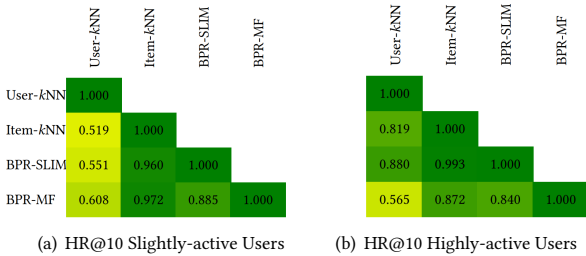 User-kNN Item-kNN BPR-SLIM BPR-MF
User-kNN 1.000
Item-kNN 0.519 1.000
BPR-SLIM 0.551 0.960 1.000
BPR-MF 0.608 0.972 0.885 1.000
(a) HR@10 Slightly-active Users
User-kNN Item-kNN BPR-SLIM BPR-MF
1.000
0.819 1.000
0.880 0.993 1.000
0.565 0.872 0.840 1.000
(b) HR@10 Highly-active Users